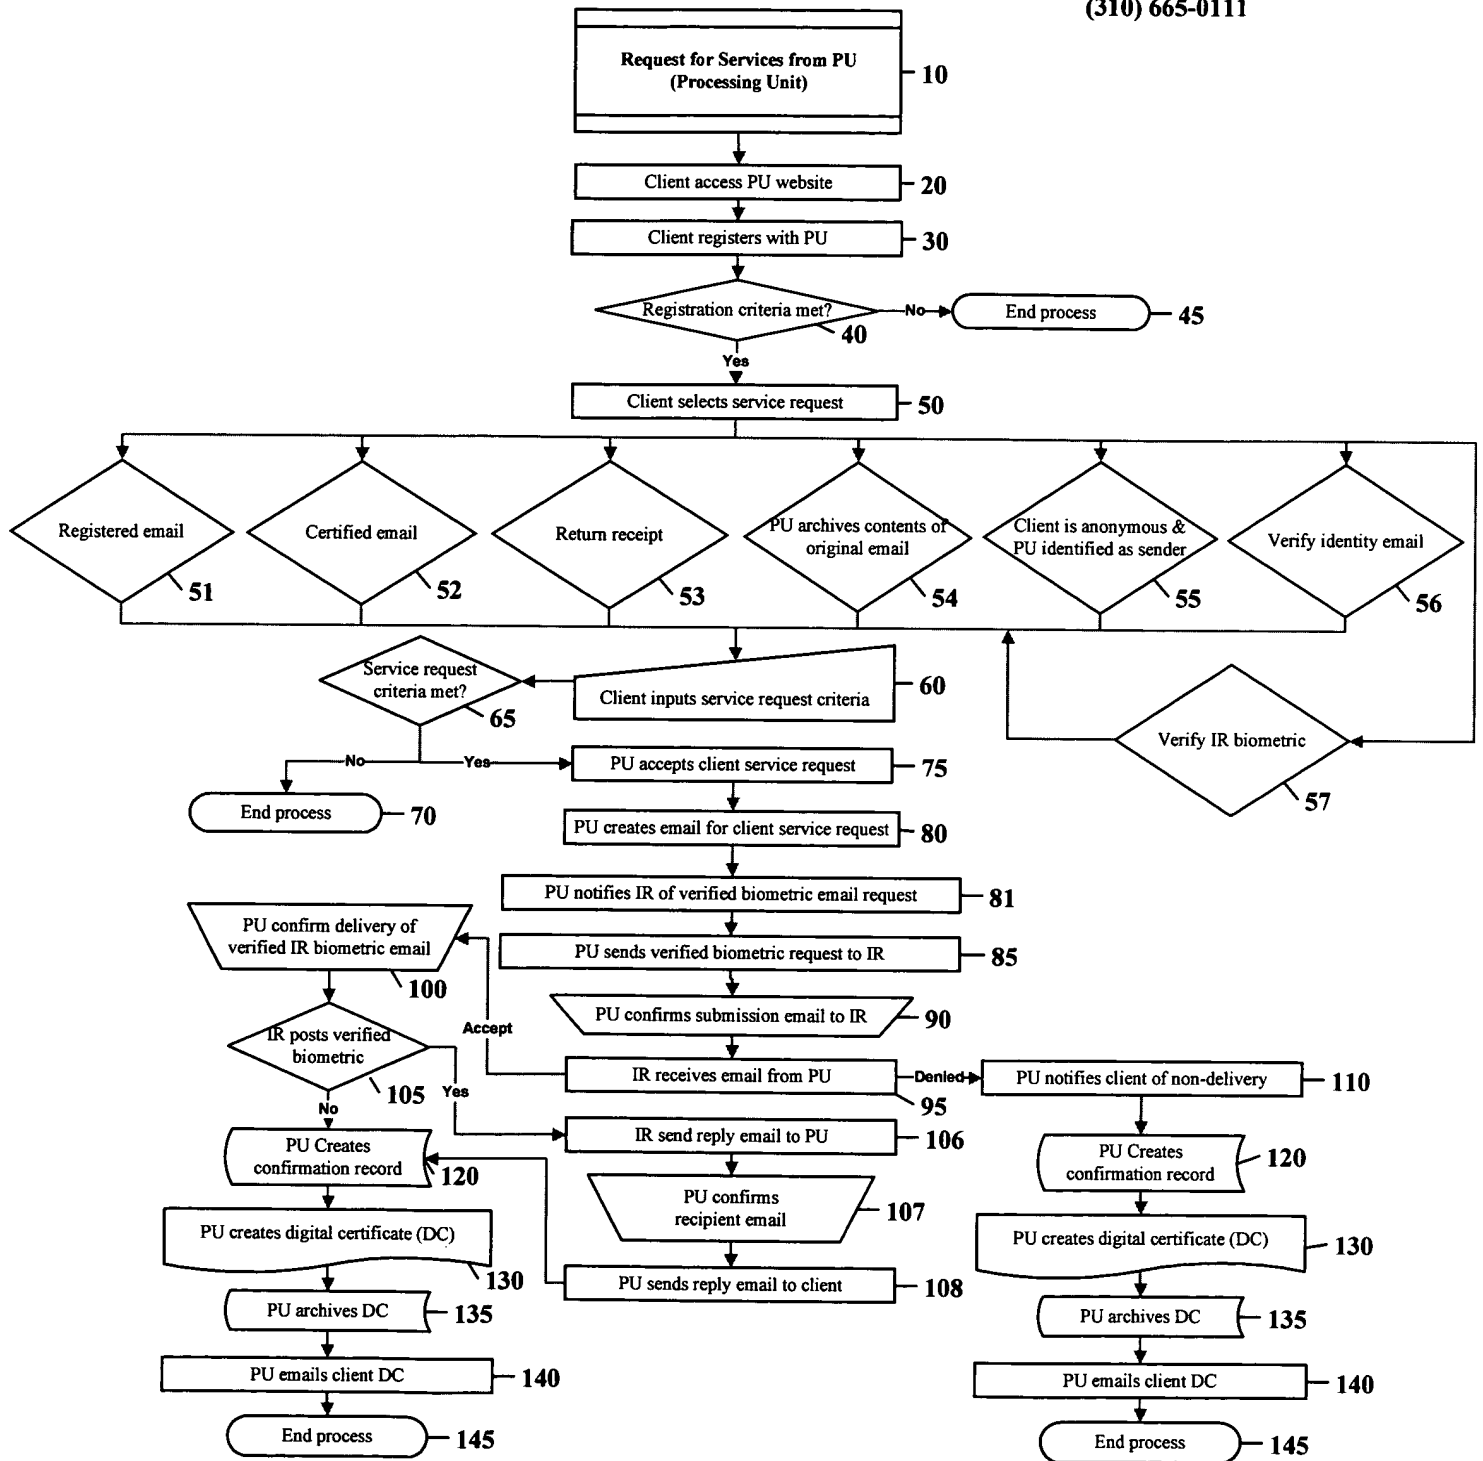 (310) 665-0111
Request for Services from PU
(Processing Unit)
10
Client access PU website
20
Client registers with PU
30
Registration criteria met?
40
No
End process
45
Yes
Client selects service request
50
Registered email
51
Certified email
52
Return receipt
53
PU archives contents of
original email
54
Client is anonymous &
PU identified as sender
55
Verify identity email
56
Service request
criteria met?
65
Client inputs service request criteria
60
Verify IR biometric
57
No
Yes
PU accepts client service request
75
End process
70
PU creates email for client service request
80
PU notifies IR of verified biometric email request
81
PU confirm delivery of
verified IR biometric email
100
PU sends verified biometric request to IR
85
PU confirms submission email to IR
90
Accept
IR posts verified
biometric
105
Yes
No
IR receives email from PU
95
Denied
PU notifies client of non-delivery
110
IR send reply email to PU
106
PU Creates
confirmation record
120
PU Creates
confirmation record
120
PU confirms
recipient email
107
PU creates digital certificate (DC)
130
PU creates digital certificate (DC)
130
PU sends reply email to client
108
PU archives DC
135
PU archives DC
135
PU emails client DC
140
PU emails client DC
140
End process
145
End process
145